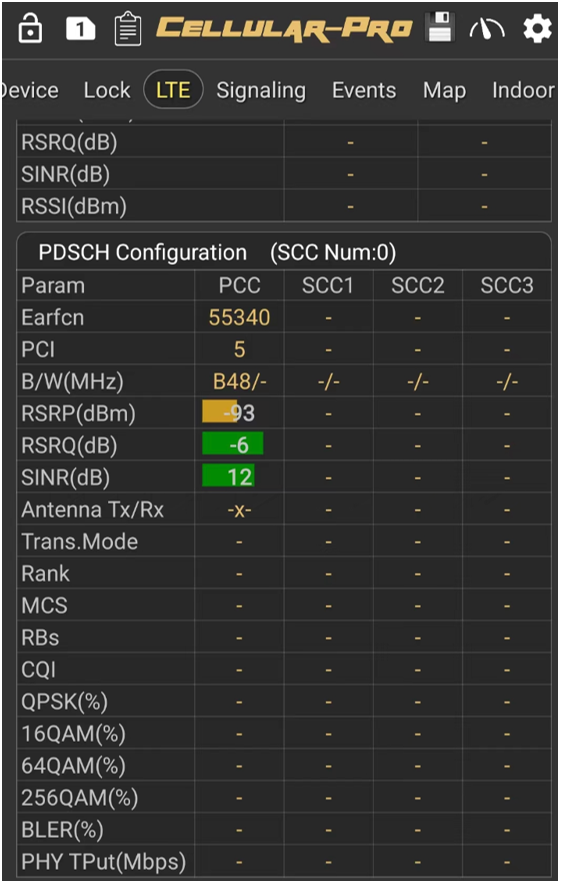 1 CELLULAR-PRO
Device Lock LTE Signaling Events Map Indoor
RSRQ(dB) - -
SINR(dB) - -
RSSI(dBm) - -
PDSCH Configuration (SCC Num:0)
Param PCC SCC1 SCC2 SCC3
Earfcn 55340 - - -
PCI 5 - - -
B/W(MHz) B48/- -/- -/- -/-
RSRP(dBm) -93 - - -
RSRQ(dB) -6 - - -
SINR(dB) 12 - - -
Antenna Tx/Rx -x- - - -
Trans.Mode - - - -
Rank - - - -
MCS - - - -
RBs - - - -
CQI - - - -
QPSK(%) - - - -
16QAM(%) - - - -
64QAM(%) - - - -
256QAM(%) - - - -
BLER(%) - - - -
PHY TPut(Mbps) - - - -